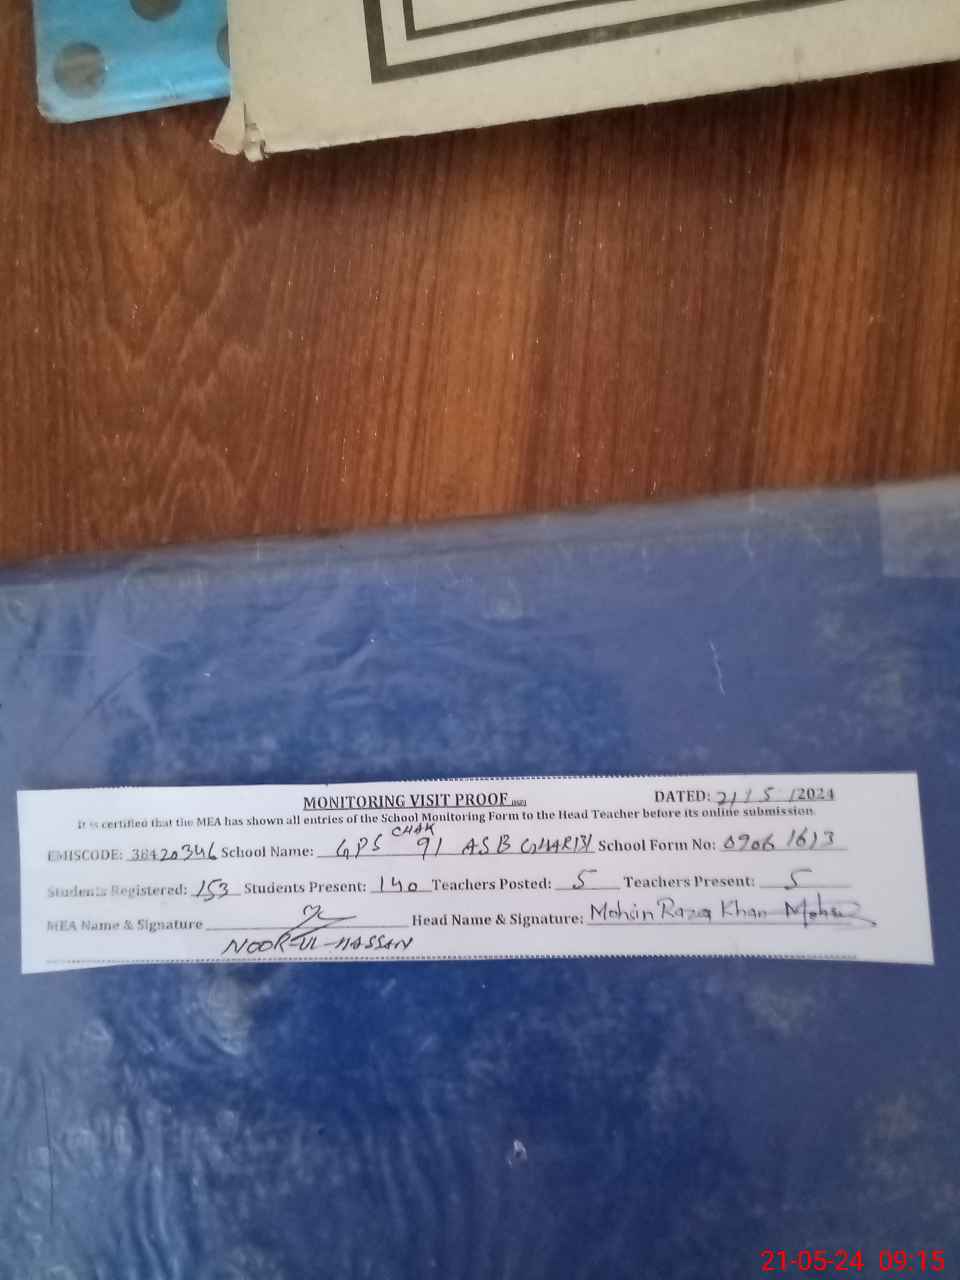 MONITORING VISIT PROOF
DATED: 21/5/2024
It is certified that the MEA has shown all entries of the School Monitoring Form to the Head Teacher before its online submission.
EMISCODE: 38420346 School Name: GPS CHAK 91 ASB GHARBI School Form No: 09061613
Students Registered: 153 Students Present: 140 Teachers Posted: 5 Teachers Present: 5
MEA Name & Signature Head Name & Signature: Mohsin Razaq Khan Mohsin
NOOR-UL-HASSAN
21-05-24 09:15